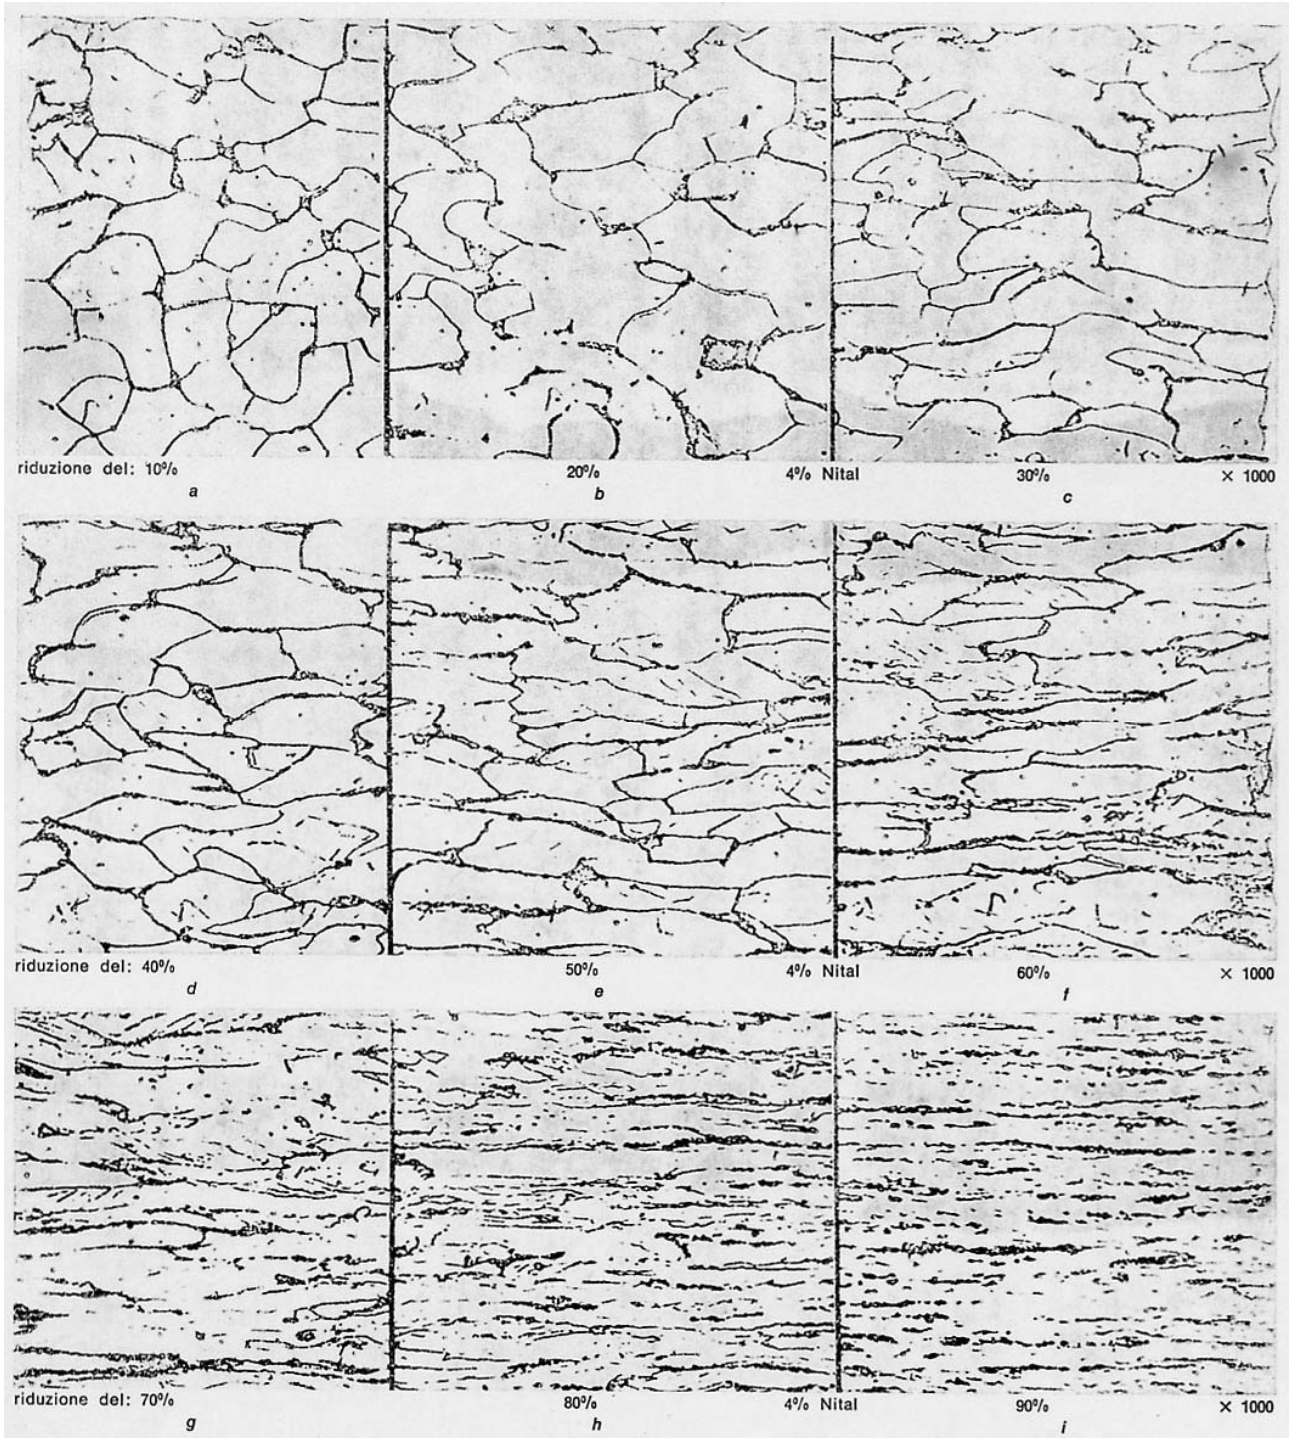 riduzione del: 10% 20% 4% Nital 30% × 1000
a b c
riduzione del: 40% 50% 4% Nital 60% × 1000
d e f
riduzione del: 70% 80% 4% Nital 90% × 1000
g h i